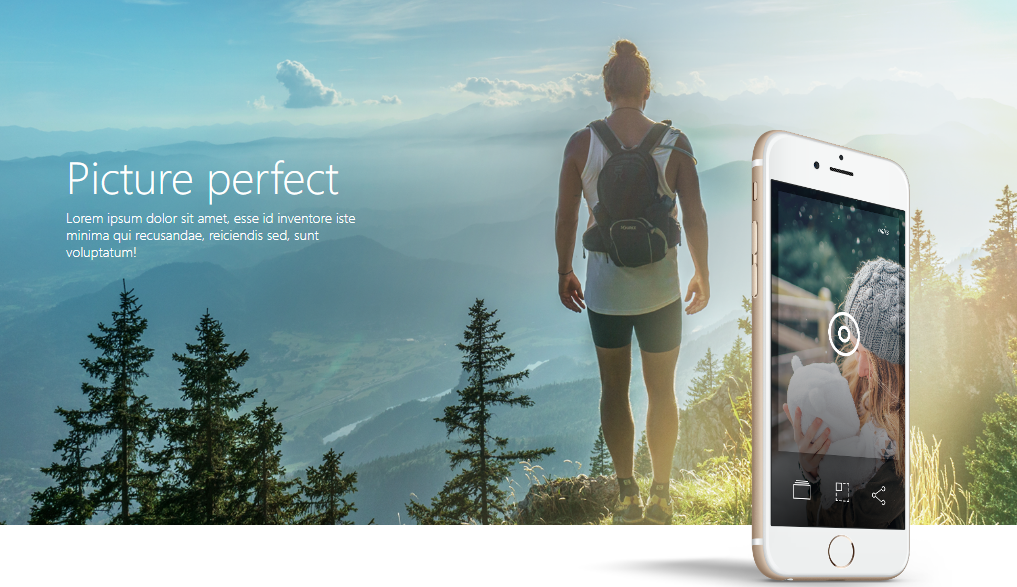 Picture perfect
Lorem ipsum dolor sit amet, esse id inventore iste
minima qui recusandae, reiciendis sed, sunt
voluptatum!